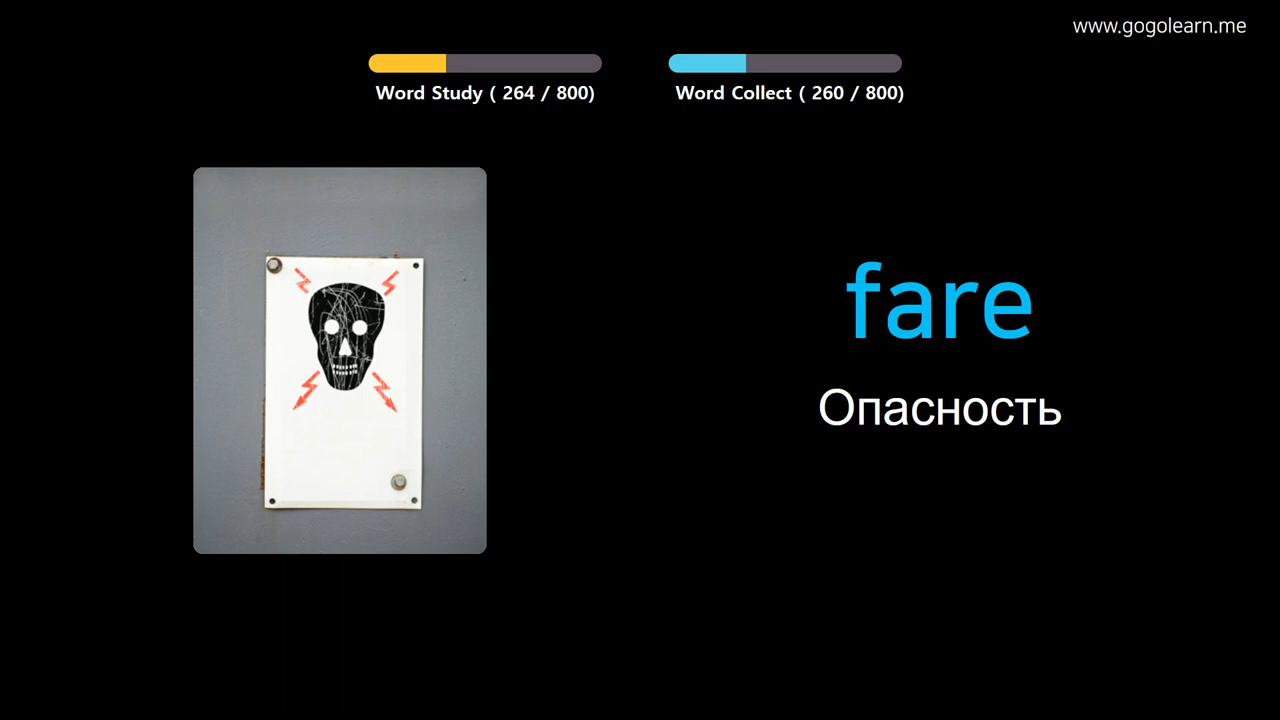 www.gogolearn.me
Word Study ( 264 / 800)
Word Collect ( 260 / 800)
fare
Опасность